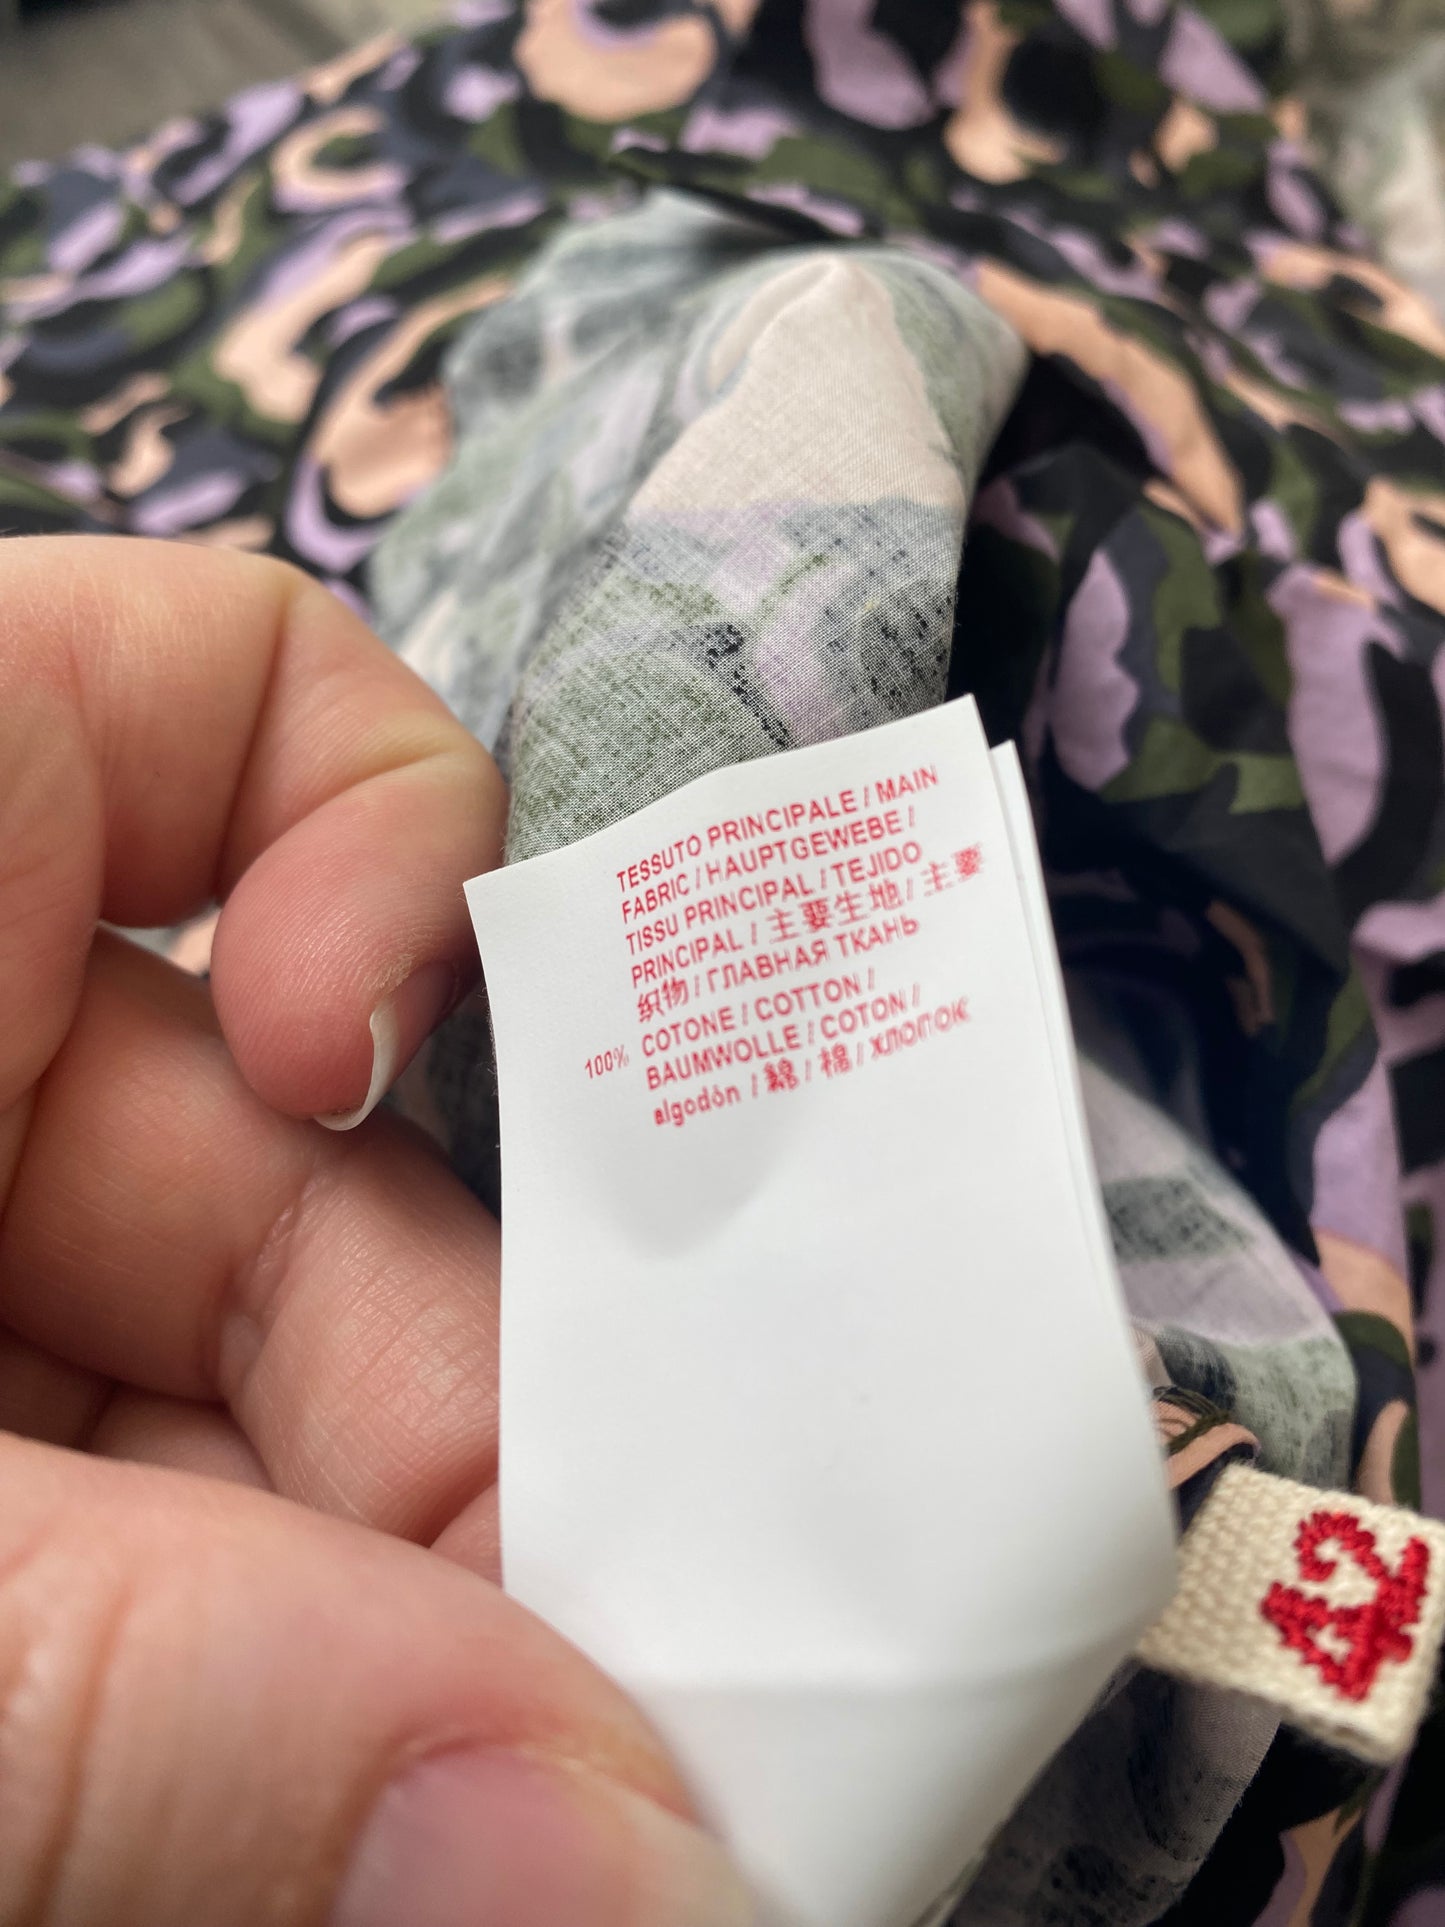 TESSUTO PRINCIPALE / MAIN
FABRIC / HAUPTGEWEBE /
TISSU PRINCIPAL / TEJIDO
PRINCIPAL / 主要生地 / 主要
织物 / ГЛАВНАЯ ТКАНЬ
100% COTONE / COTTON /
BAUMWOLLE / COTON /
algodòn / 綿 / 棉 / хлопок
42